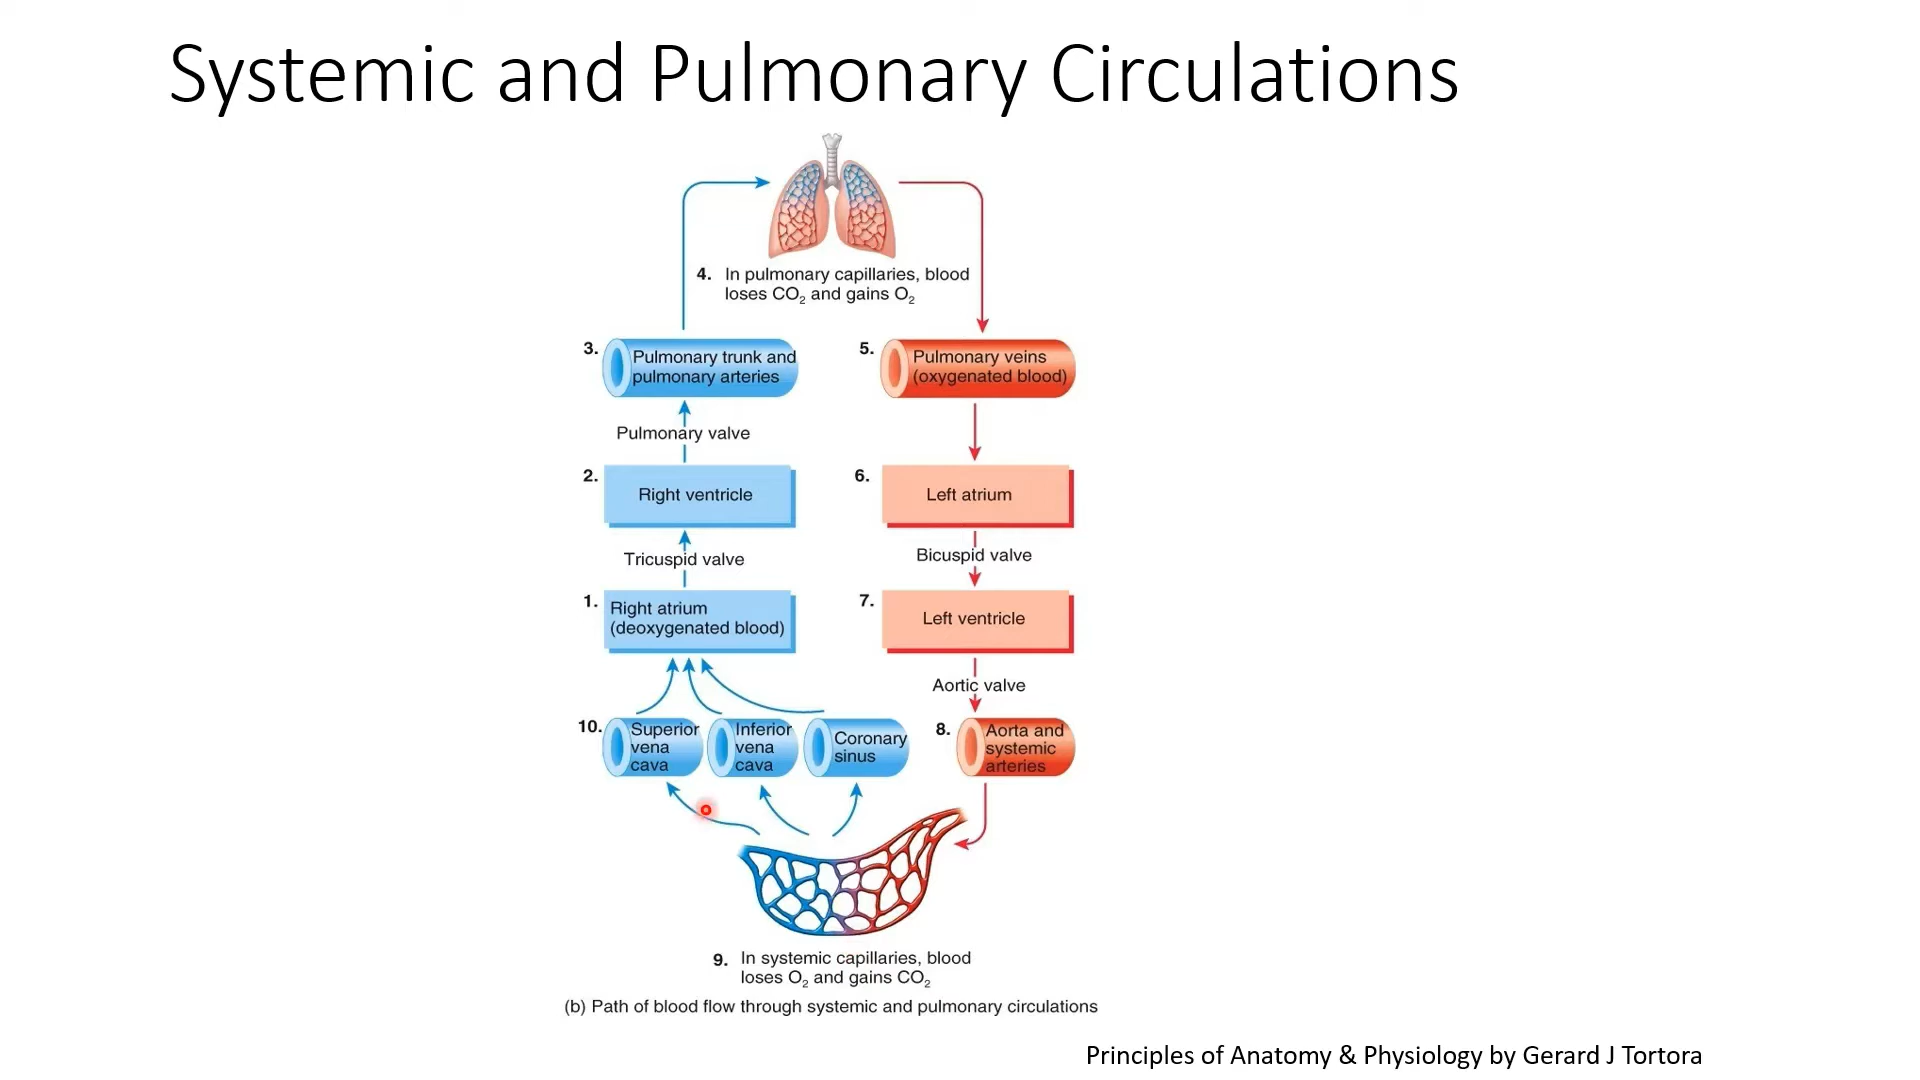 Systemic and Pulmonary Circulations
4. In pulmonary capillaries, blood
loses CO₂ and gains O₂
3. Pulmonary trunk and
pulmonary arteries
5. Pulmonary veins
(oxygenated blood)
Pulmonary valve
2. Right ventricle
6. Left atrium
Tricuspid valve
Bicuspid valve
1. Right atrium
(deoxygenated blood)
7. Left ventricle
Aortic valve
10. Superior
vena
cava
Inferior
vena
cava
Coronary
sinus
8. Aorta and
systemic
arteries
9. In systemic capillaries, blood
loses O₂ and gains CO₂
(b) Path of blood flow through systemic and pulmonary circulations
Principles of Anatomy & Physiology by Gerard J Tortora